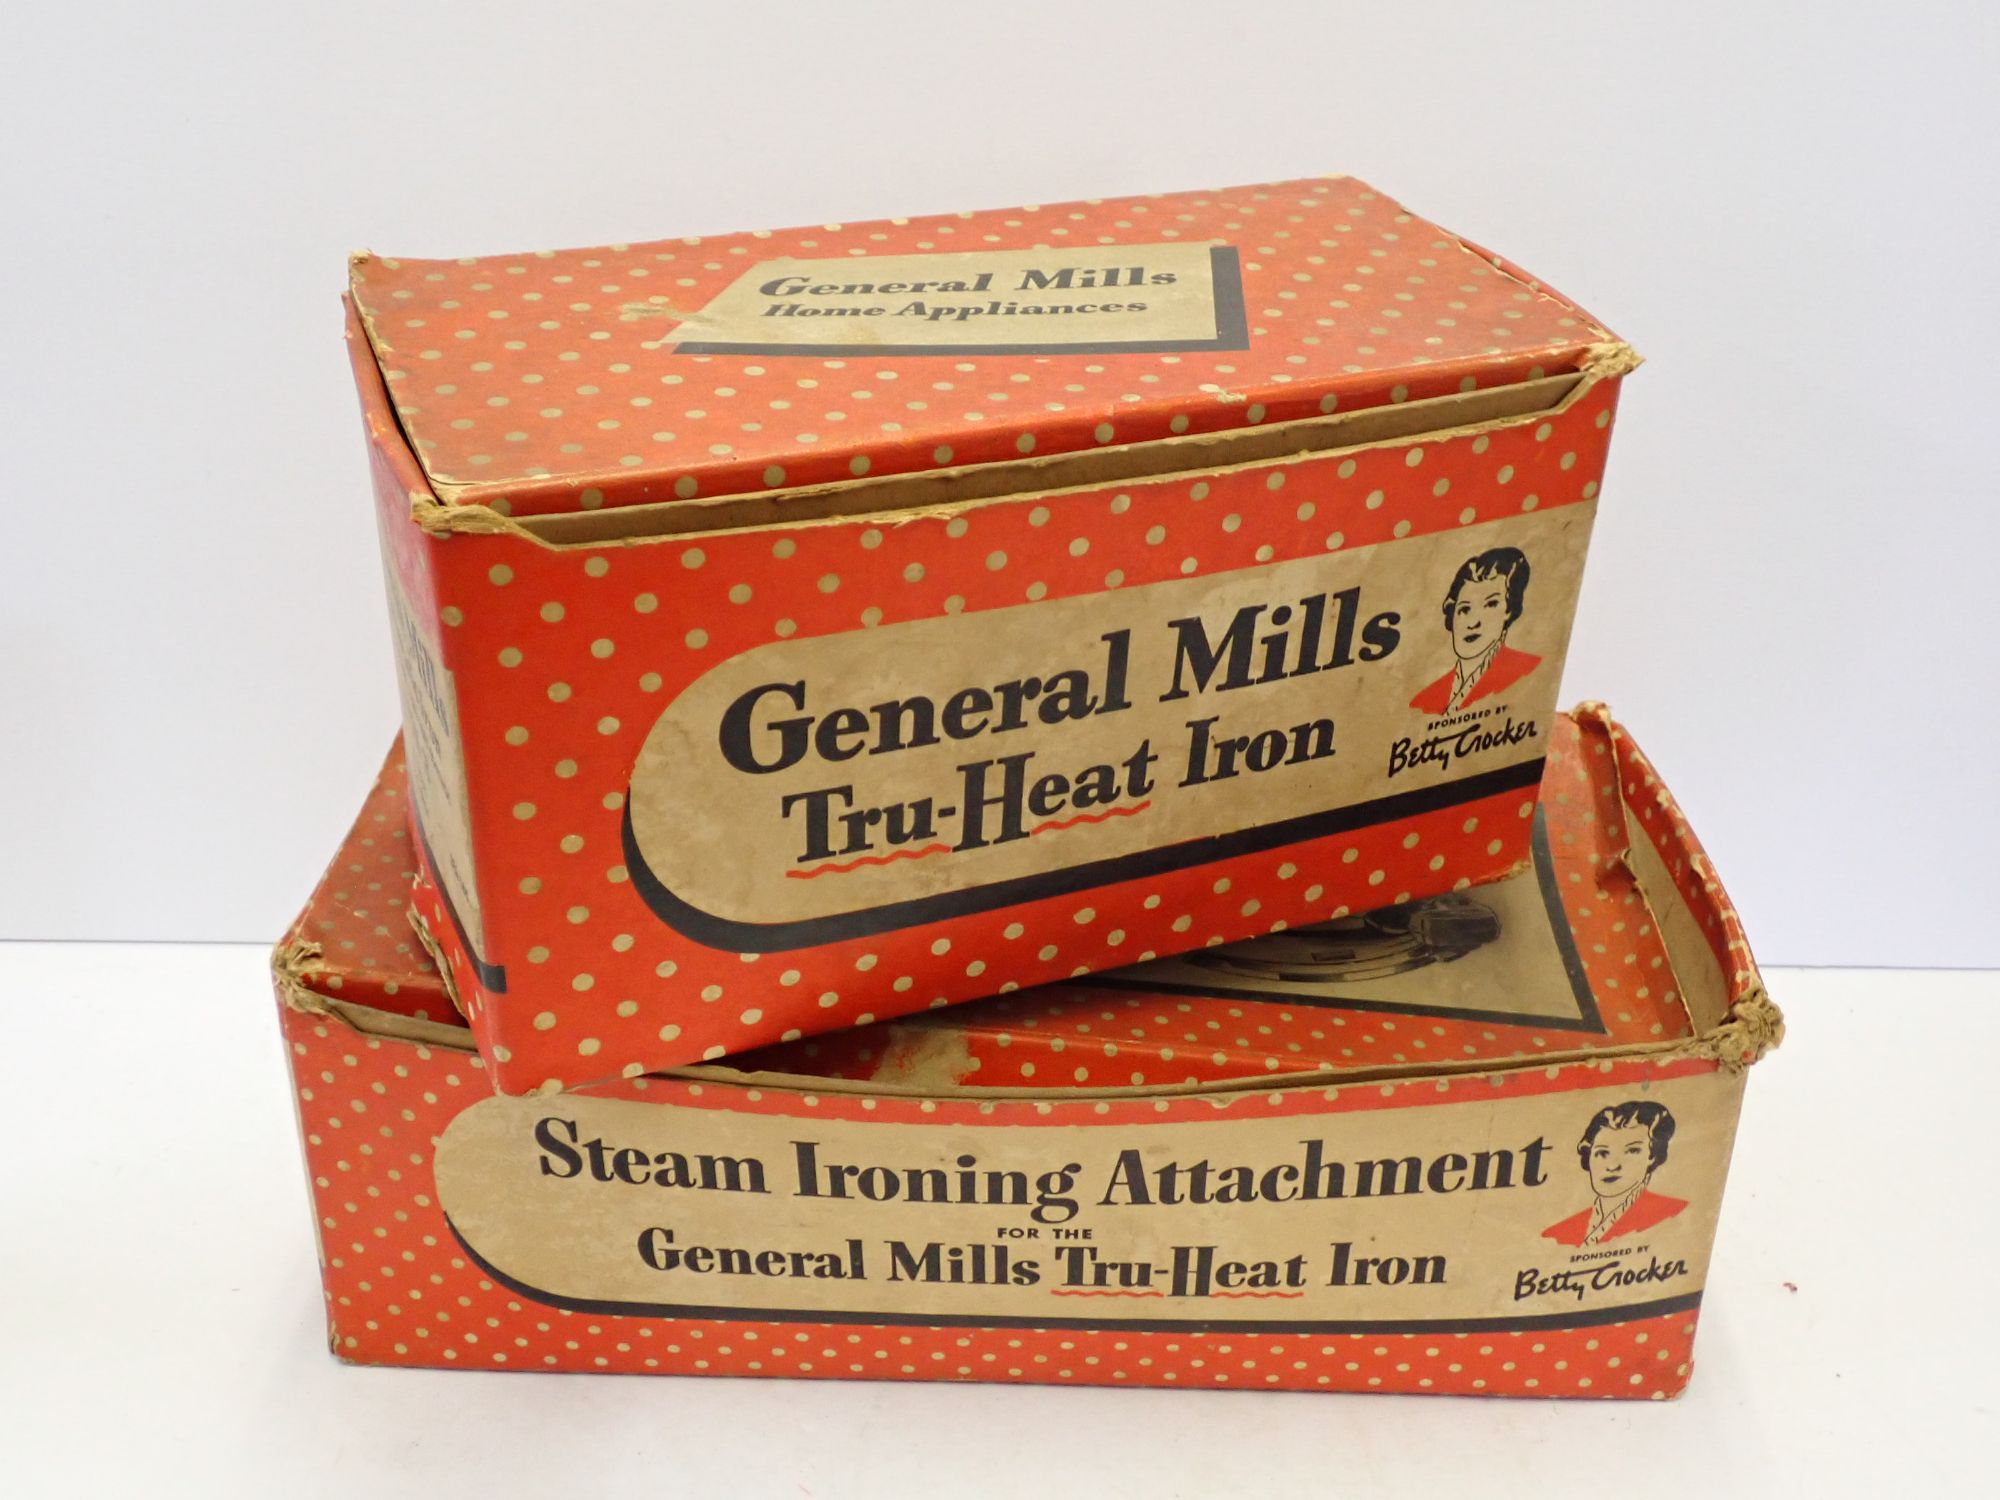 General Mills
Home Appliances
General Mills
Tru-Heat Iron
SPONSORED BY
Betty Crocker
Mills
Steam Ironing Attachment
FOR THE
General Mills Tru-Heat Iron
SPONSORED BY
Betty Crocker